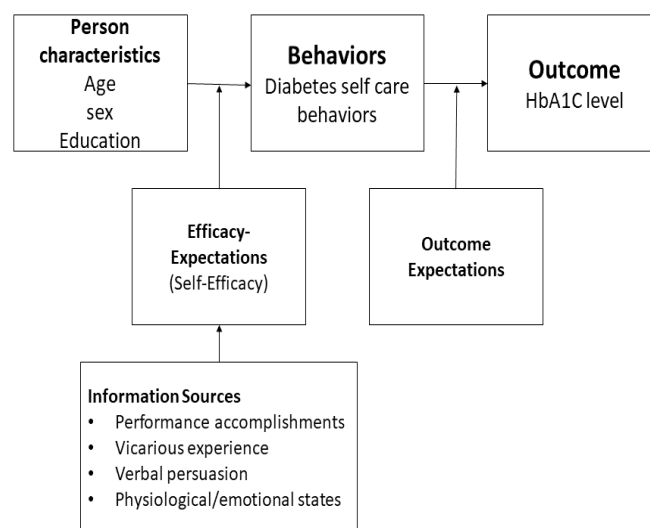 Person
characteristics
Age
sex
Education
Behaviors
Diabetes self care
behaviors
Outcome
HbA1C level
Efficacy-
Expectations
(Self-Efficacy)
Outcome
Expectations
Information Sources
• Performance accomplishments
• Vicarious experience
• Verbal persuasion
• Physiological/emotional states